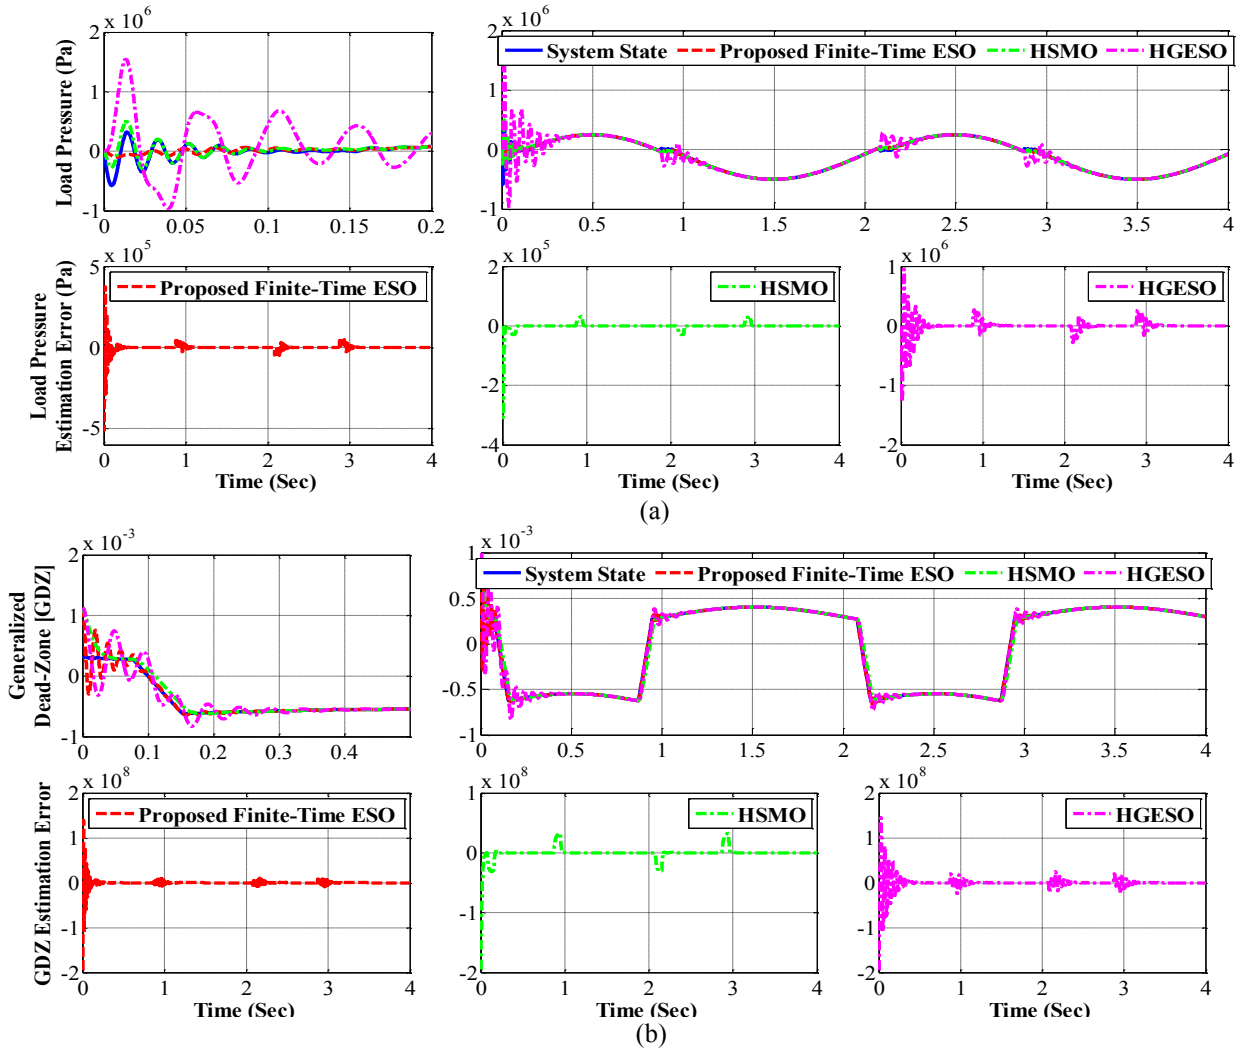 x 10^6
2
1
0
-1
0 0.05 0.1 0.15 0.2
Load Pressure (Pa)
x 10^6
2
1
0
-1
System State Proposed Finite-Time ESO HSMO HGESO
0 0.5 1 1.5 2 2.5 3 3.5 4
x 10^5
5
0
-5
Proposed Finite-Time ESO
0 1 2 3 4
Load Pressure
Estimation Error (Pa)
Time (Sec)
x 10^5
2
0
-2
-4
HSMO
0 1 2 3 4
Time (Sec)
x 10^6
1
0
-1
-2
HGESO
0 1 2 3 4
Time (Sec)
(a)
x 10^-3
2
1
0
-1
0 0.1 0.2 0.3 0.4
Generalized
Dead-Zone [GDZ]
x 10^-3
1
0.5
0
-0.5
-1
System State Proposed Finite-Time ESO HSMO HGESO
0 0.5 1 1.5 2 2.5 3 3.5 4
x 10^8
2
1
0
-1
-2
Proposed Finite-Time ESO
0 1 2 3 4
GDZ Estimation Error
Time (Sec)
x 10^8
1
0
-1
-2
HSMO
0 1 2 3 4
Time (Sec)
x 10^8
2
1
0
-1
-2
HGESO
0 1 2 3 4
Time (Sec)
(b)